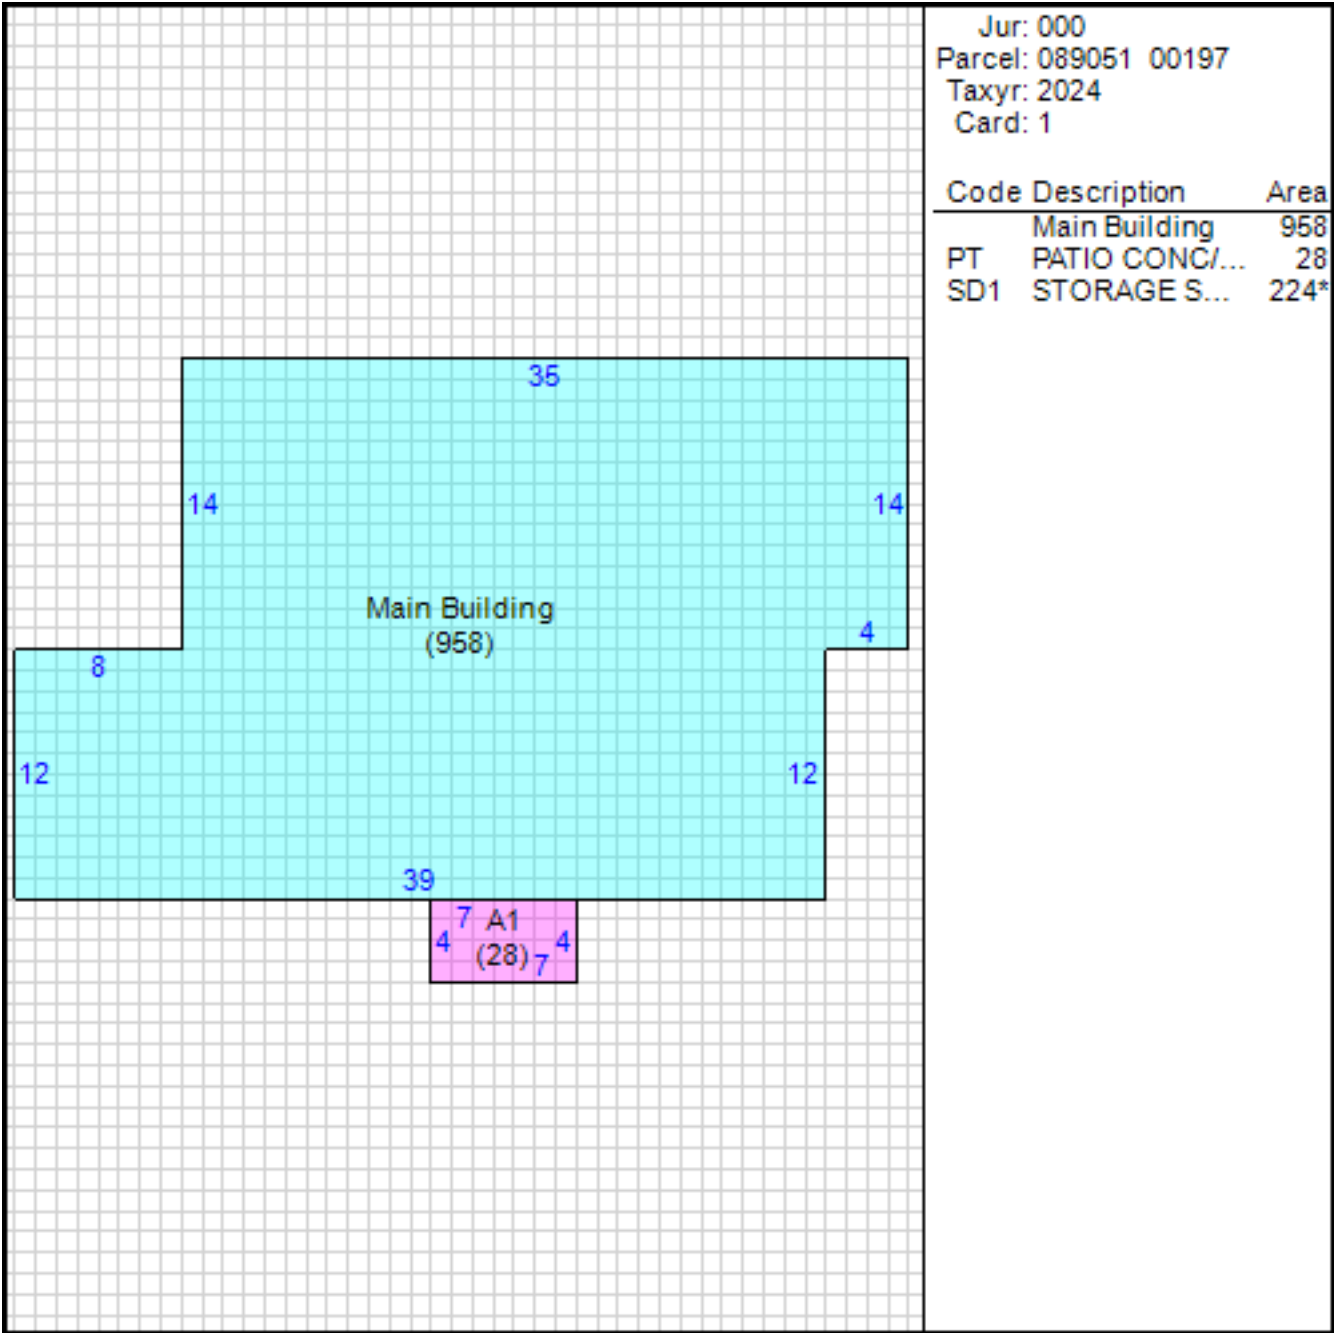 Jur: 000
Parcel: 089051 00197
Taxyr: 2024
Card: 1
Code Description Area
Main Building 958
PT PATIO CONC/... 28
SD1 STORAGE S... 224*
35
14 14
Main Building
(958)
4
8
12 12
39
7 A1
4 4
(28) 7